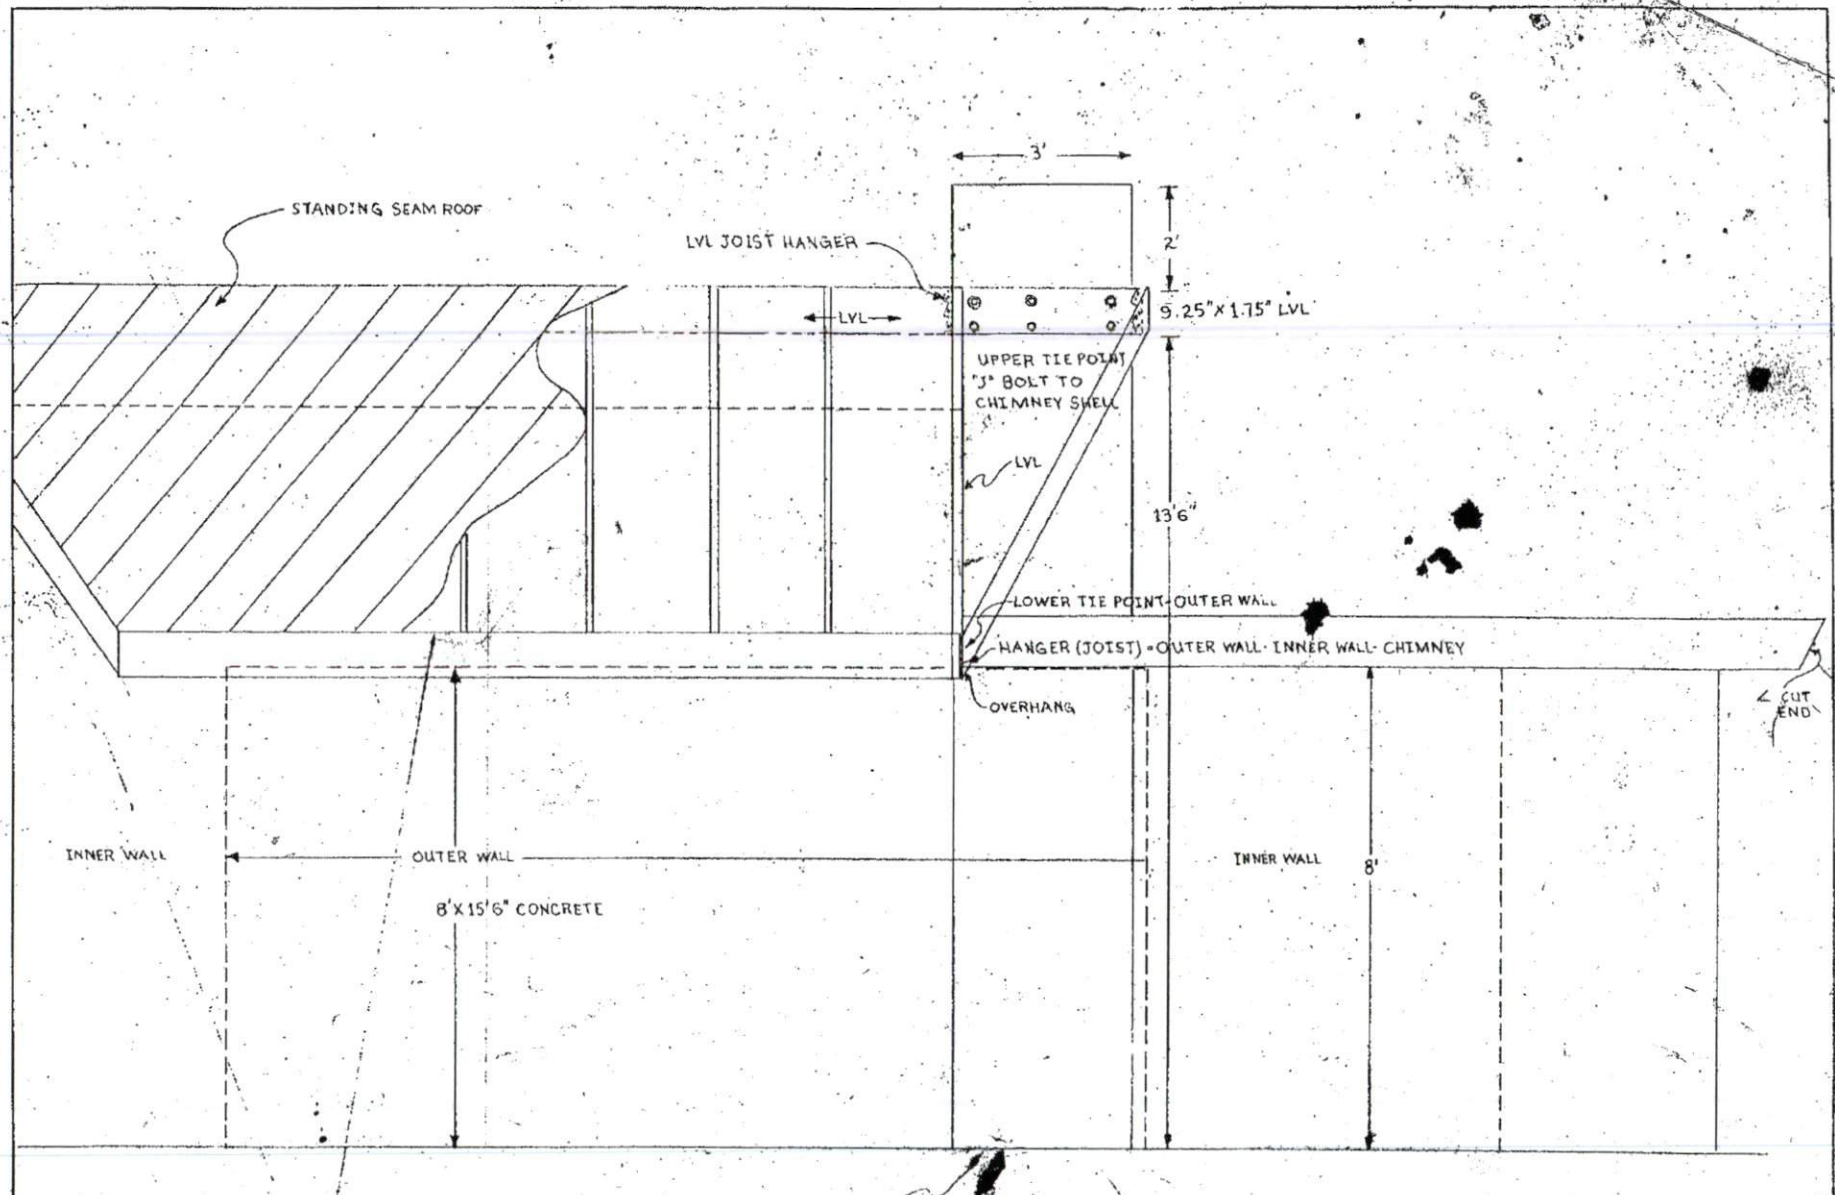 3'
STANDING SEAM ROOF
LVL JOIST HANGER
2'
9.25"X1.75" LVL
LVL
UPPER TIE POINT
"J" BOLT TO
CHIMNEY SHELL
LVL
13'6"
LOWER TIE POINT-OUTER WALL
HANGER (JOIST)-OUTER WALL-INNER WALL-CHIMNEY
OVERHANG
CUT
END
INNER WALL
OUTER WALL
INNER WALL
8'
8'X15'6" CONCRETE